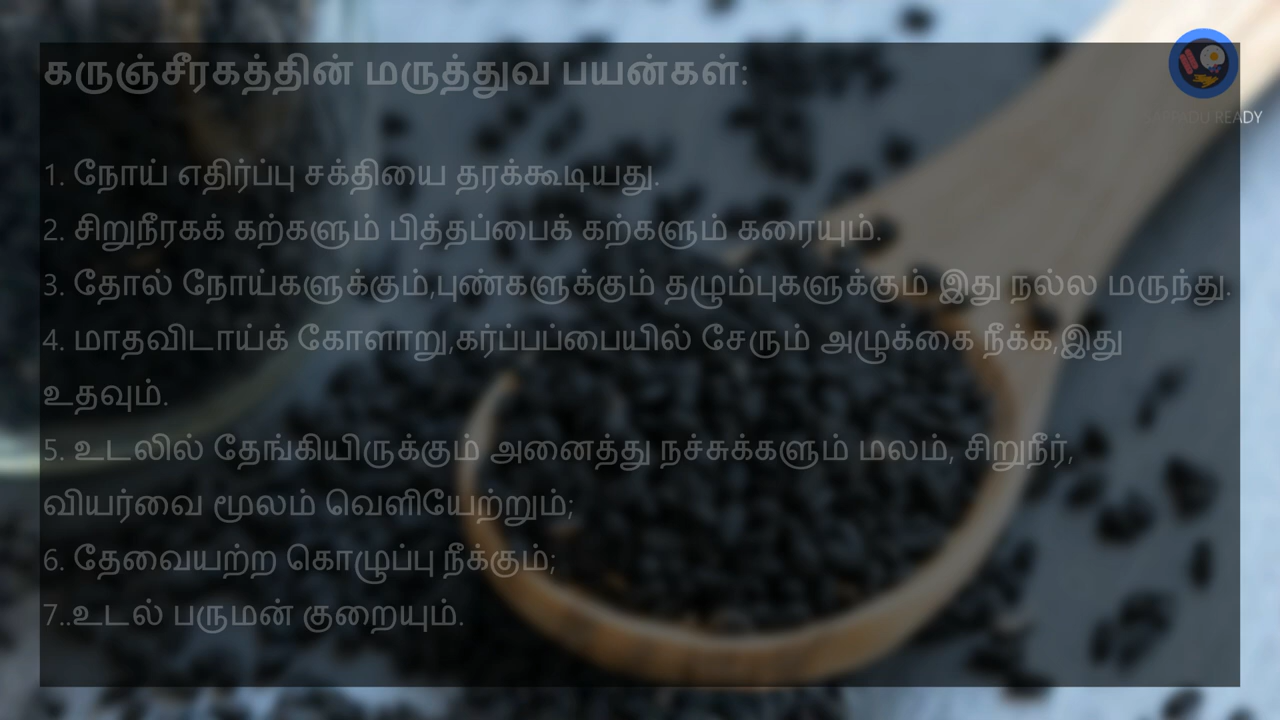 கருஞ்சீரகத்தின் மருத்துவ பயன்கள்:
1. நோய் எதிர்ப்பு சக்தியை தரக்கூடியது.
2. சிறுநீரகக் கற்களும் பித்தப்பைக் கற்களும் கரையும்.
3. தோல் நோய்களுக்கும்,புண்களுக்கும் தழும்புகளுக்கும் இது நல்ல மருந்து.
4. மாதவிடாய்க் கோளாறு,கர்ப்பப்பையில் சேரும் அழுக்கை நீக்க,இது
உதவும்.
5. உடலில் தேங்கியிருக்கும் அனைத்து நச்சுக்களும் மலம், சிறுநீர்,
வியர்வை மூலம் வெளியேற்றும்;
6. தேவையற்ற கொழுப்பு நீக்கும்;
7..உடல் பருமன் குறையும்.
READY